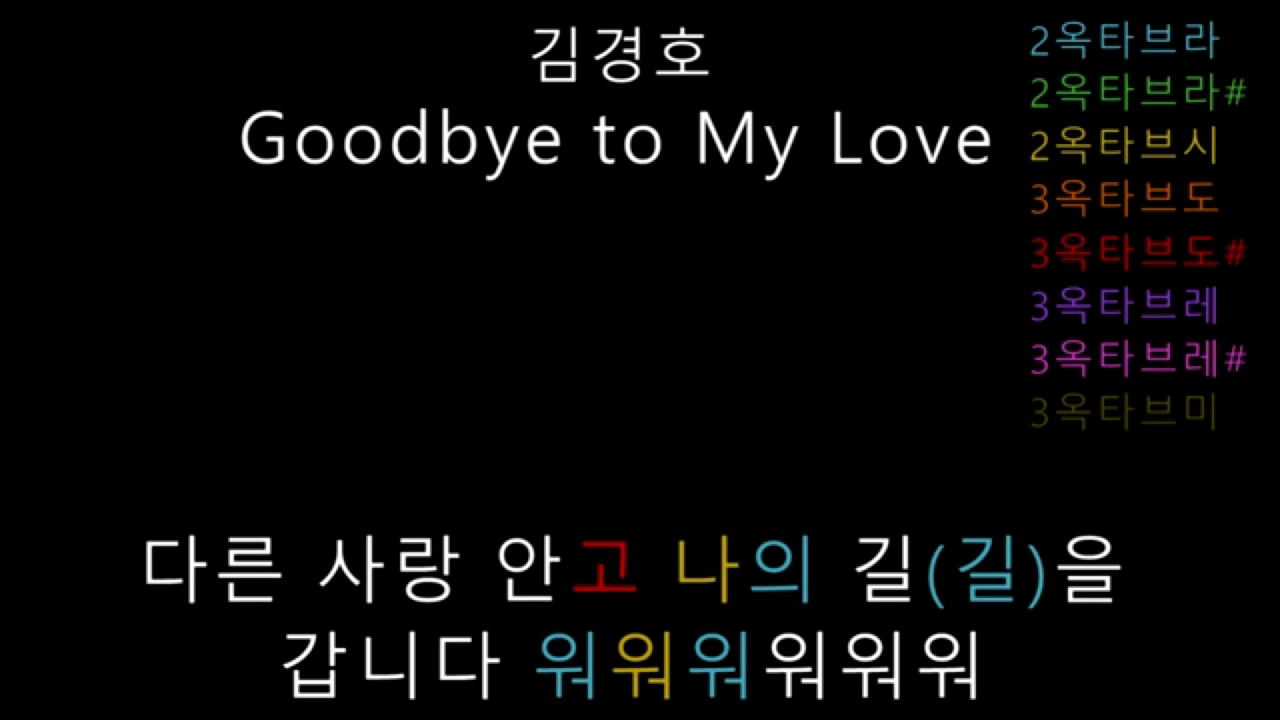 김경호
Goodbye to My Love
2옥타브라
2옥타브라#
2옥타브시
3옥타브도
3옥타브도#
3옥타브레
3옥타브레#
3옥타브미
다른 사랑 안고 나의 길(길)을
갑니다 워워워워워워